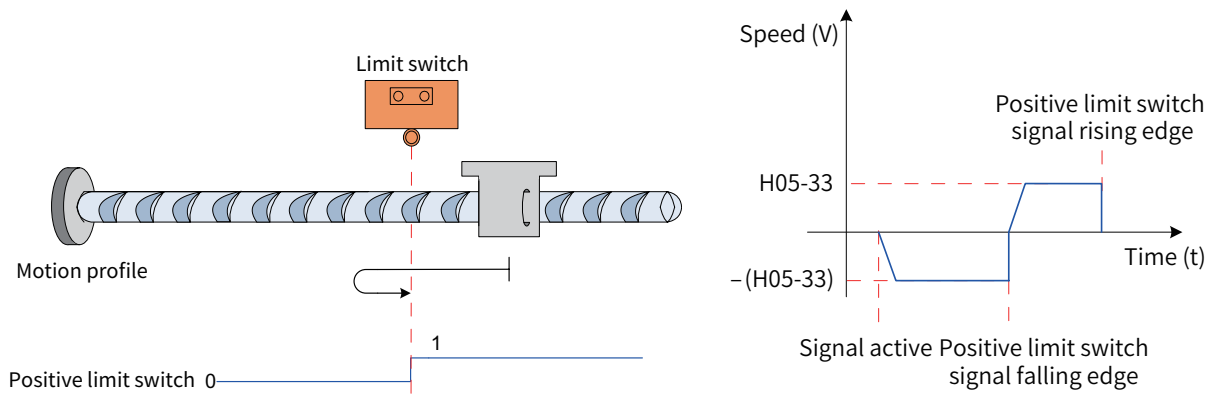 Limit switch
Motion profile
1
Positive limit switch 0
Speed (V)
Positive limit switch
signal rising edge
H05-33
Time (t)
–(H05-33)
Signal active Positive limit switch
signal falling edge